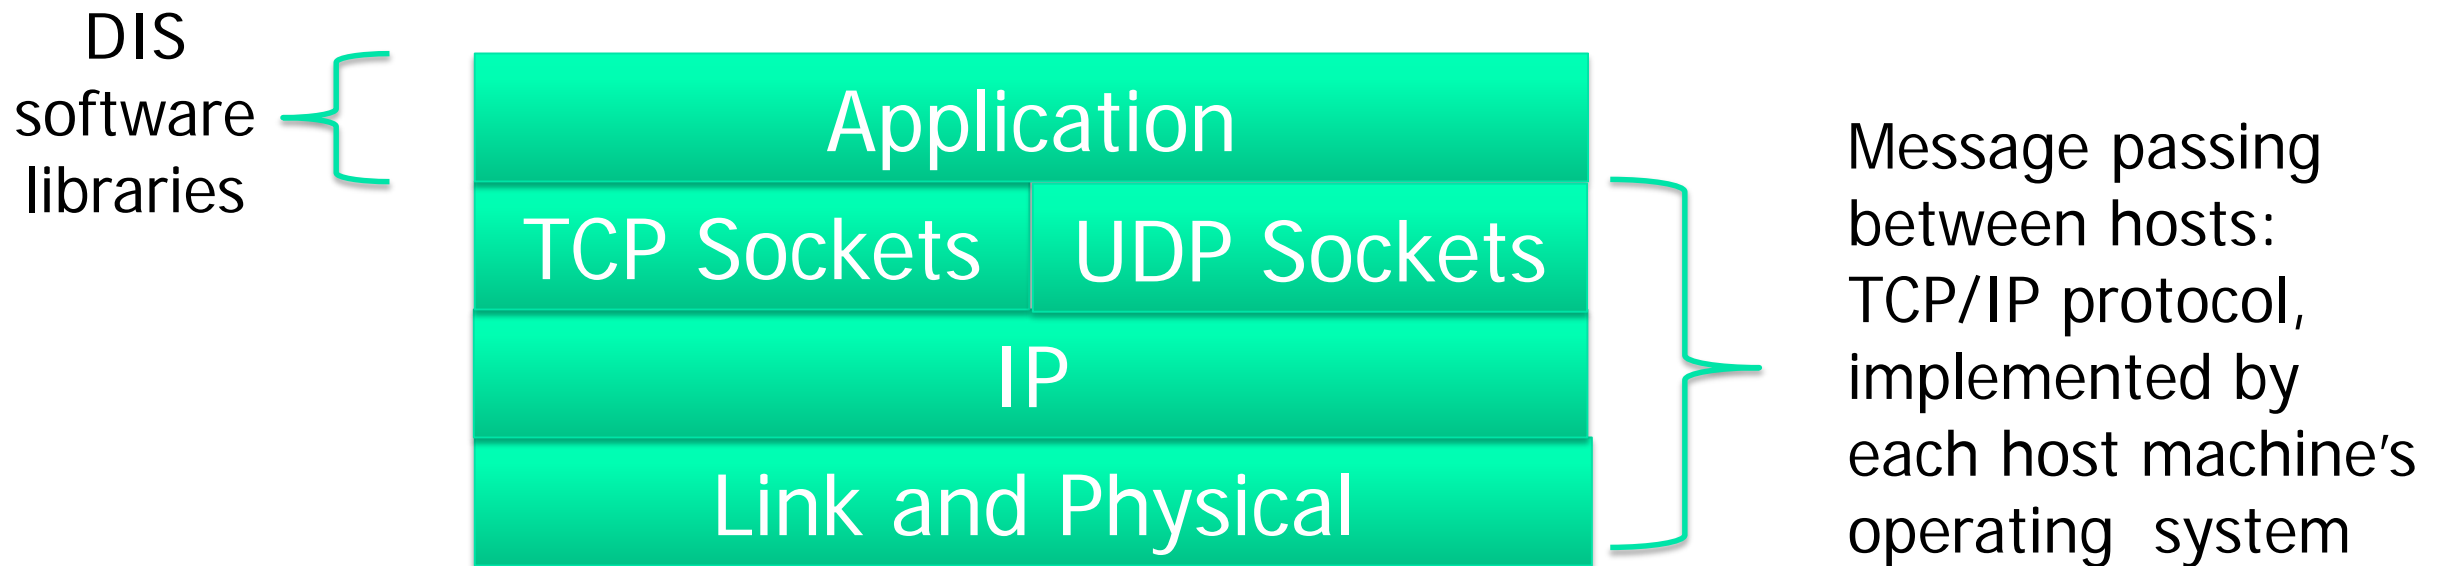 DIS
software
libraries
Application
TCP Sockets
UDP Sockets
IP
Link and Physical
Message passing
between hosts:
TCP/IP protocol,
implemented by
each host machine’s
operating system